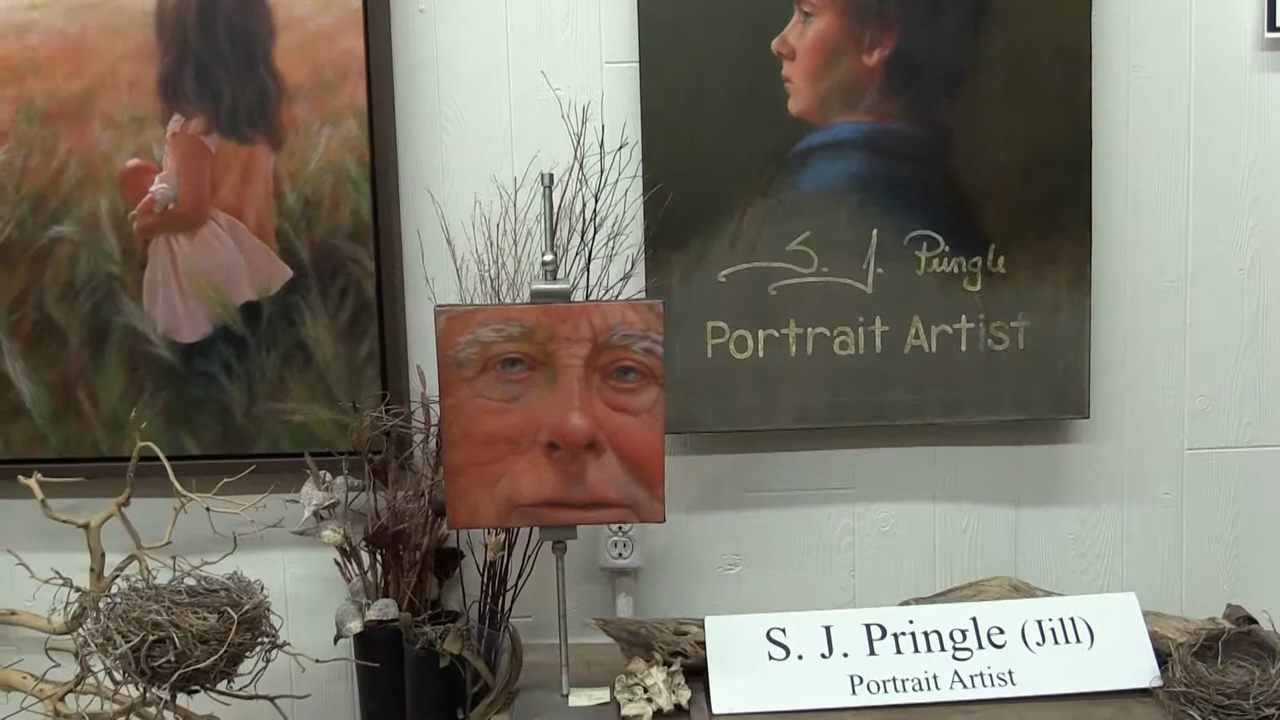 S. J. Pringle
Portrait Artist
S. J. Pringle (Jill)
Portrait Artist